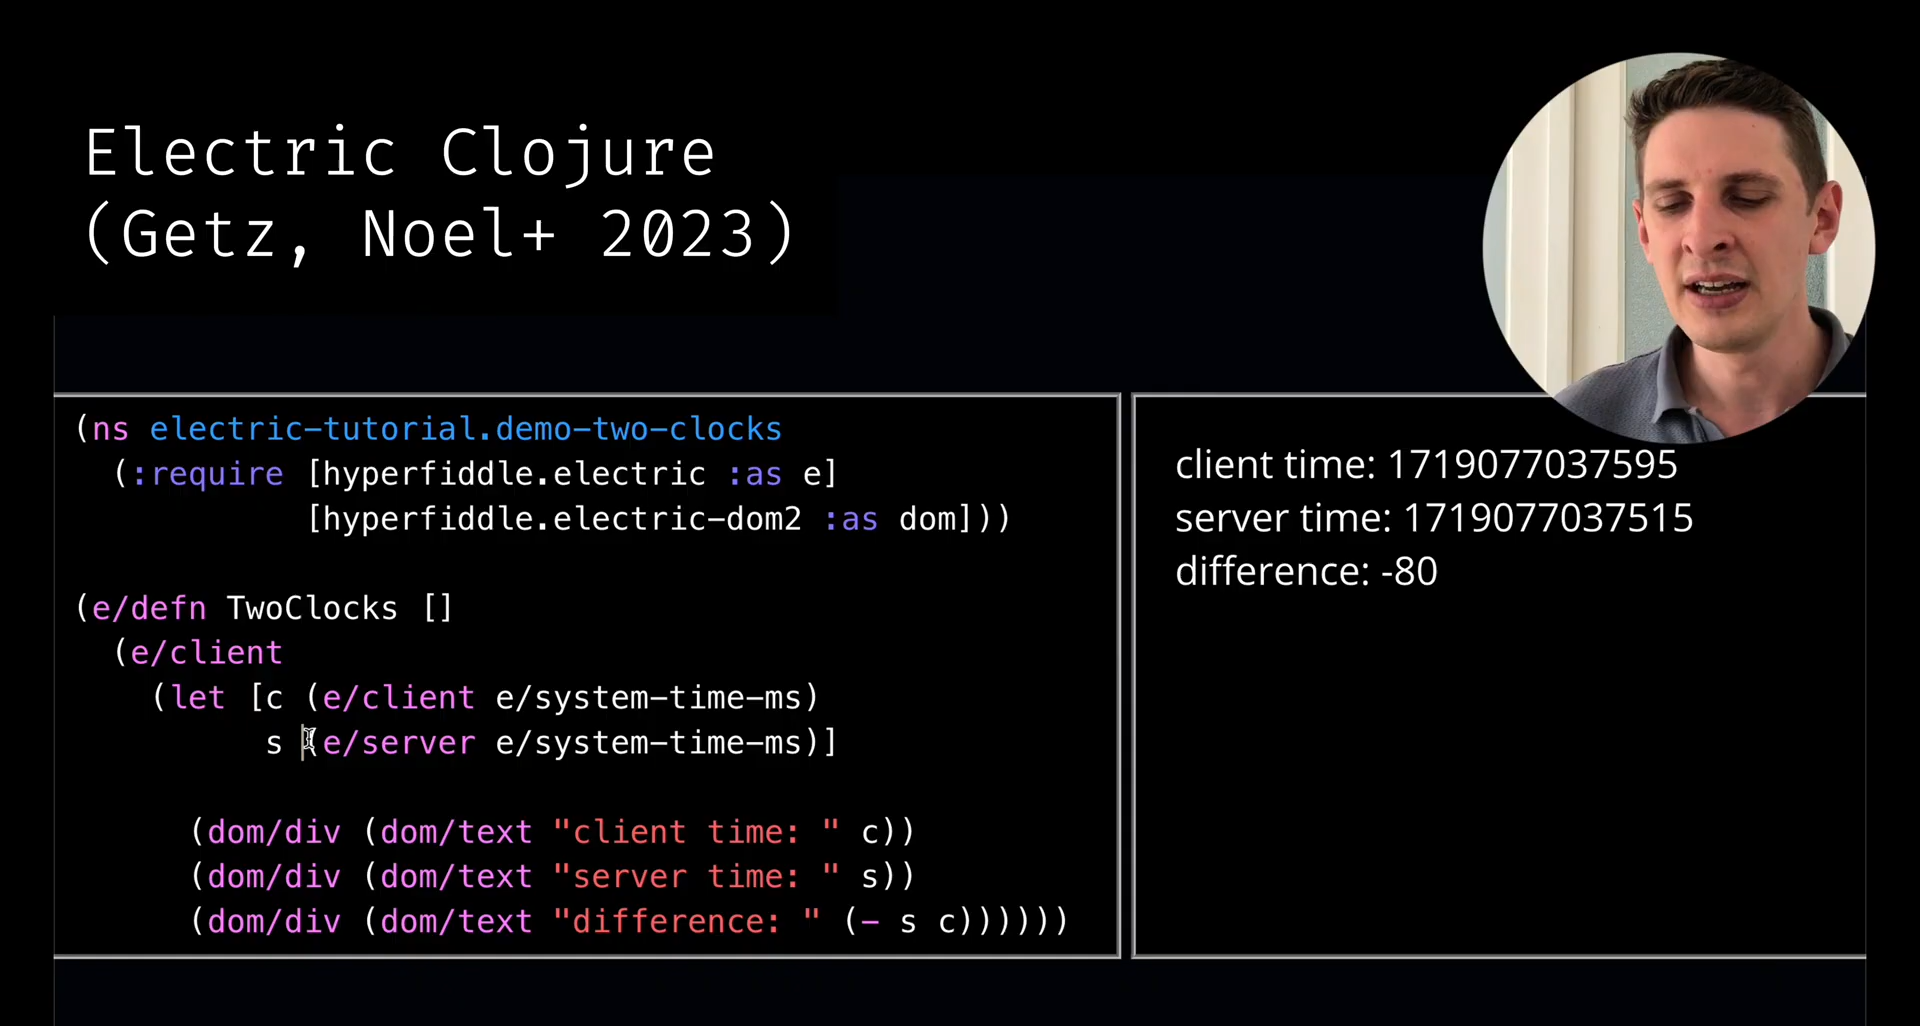 Electric Clojure
(Getz, Noel+ 2023)
(ns electric-tutorial.demo-two-clocks
  (:require [hyperfiddle.electric :as e]
            [hyperfiddle.electric-dom2 :as dom]))
(e/defn TwoClocks []
  (e/client
    (let [c (e/client e/system-time-ms)
          s (e/server e/system-time-ms)]
      (dom/div (dom/text "client time: " c))
      (dom/div (dom/text "server time: " s))
      (dom/div (dom/text "difference: " (- s c))))))
client time: 1719077037595
server time: 1719077037515
difference: -80